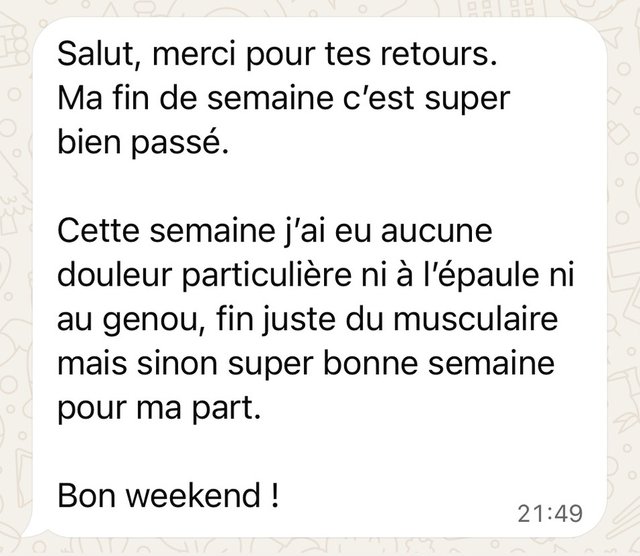 Salut, merci pour tes retours.
Ma fin de semaine c’est super
bien passé.
Cette semaine j’ai eu aucune
douleur particulière ni à l’épaule ni
au genou, fin juste du musculaire
mais sinon super bonne semaine
pour ma part.
Bon weekend !
21:49